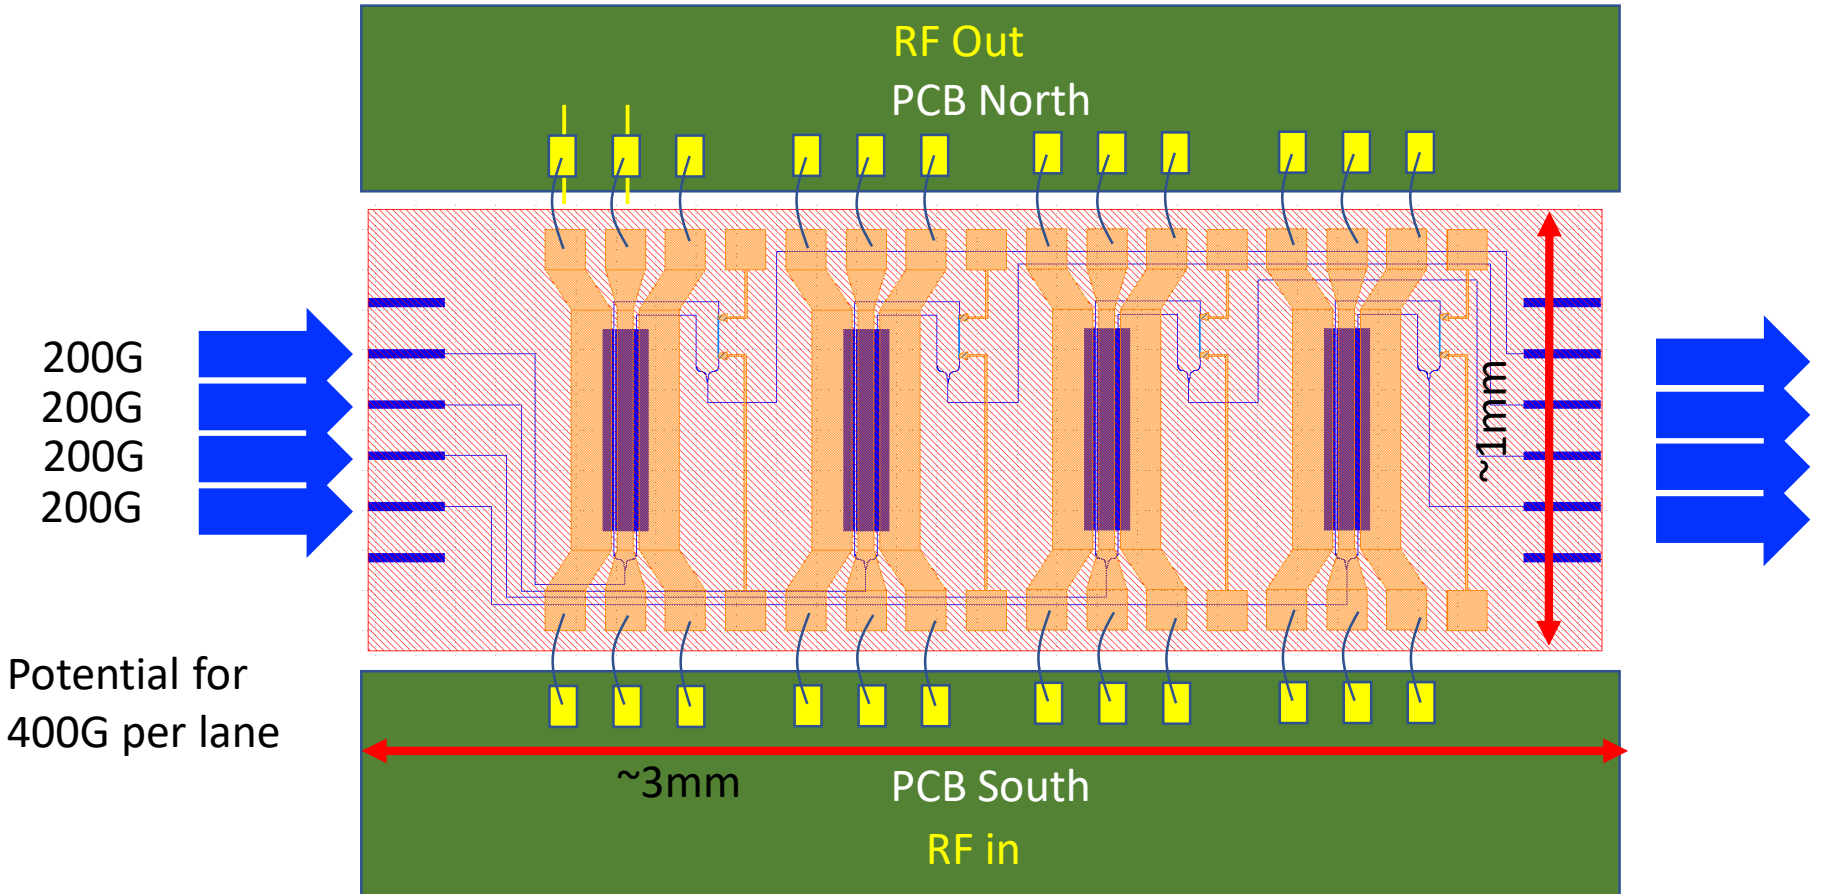 RF Out
PCB North
200G
200G
200G
200G
~1mm
Potential for
400G per lane
~3mm
PCB South
RF in